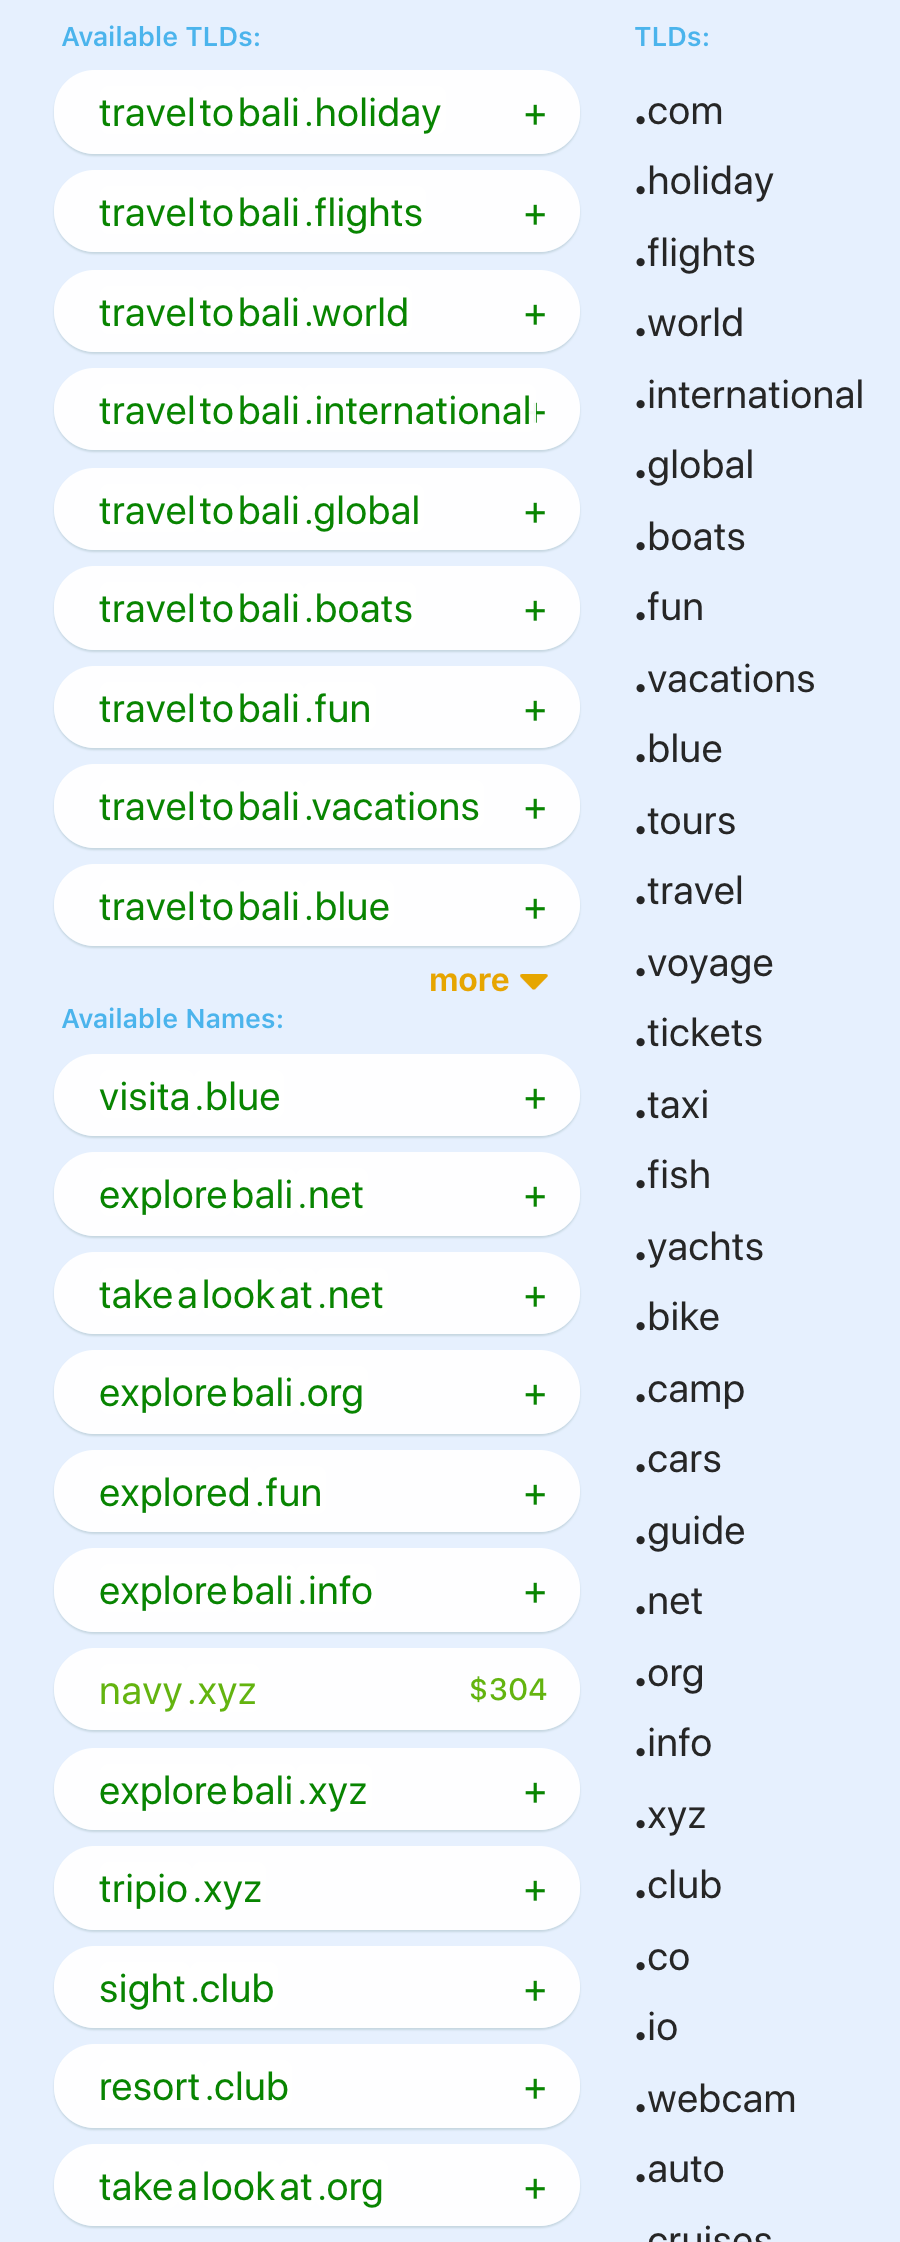 Available TLDs:
traveltobali.holiday +
traveltobali.flights +
traveltobali.world +
traveltobali.international+
traveltobali.global +
traveltobali.boats +
traveltobali.fun +
traveltobali.vacations +
traveltobali.blue +
more
Available Names:
visita.blue +
explorebali.net +
takealookat.net +
explorebali.org +
explored.fun +
explorebali.info +
navy.xyz $304
explorebali.xyz +
tripio.xyz +
sight.club +
resort.club +
takealookat.org +
TLDs:
.com
.holiday
.flights
.world
.international
.global
.boats
.fun
.vacations
.blue
.tours
.travel
.voyage
.tickets
.taxi
.fish
.yachts
.bike
.camp
.cars
.guide
.net
.org
.info
.xyz
.club
.co
.io
.webcam
.auto
.cruises